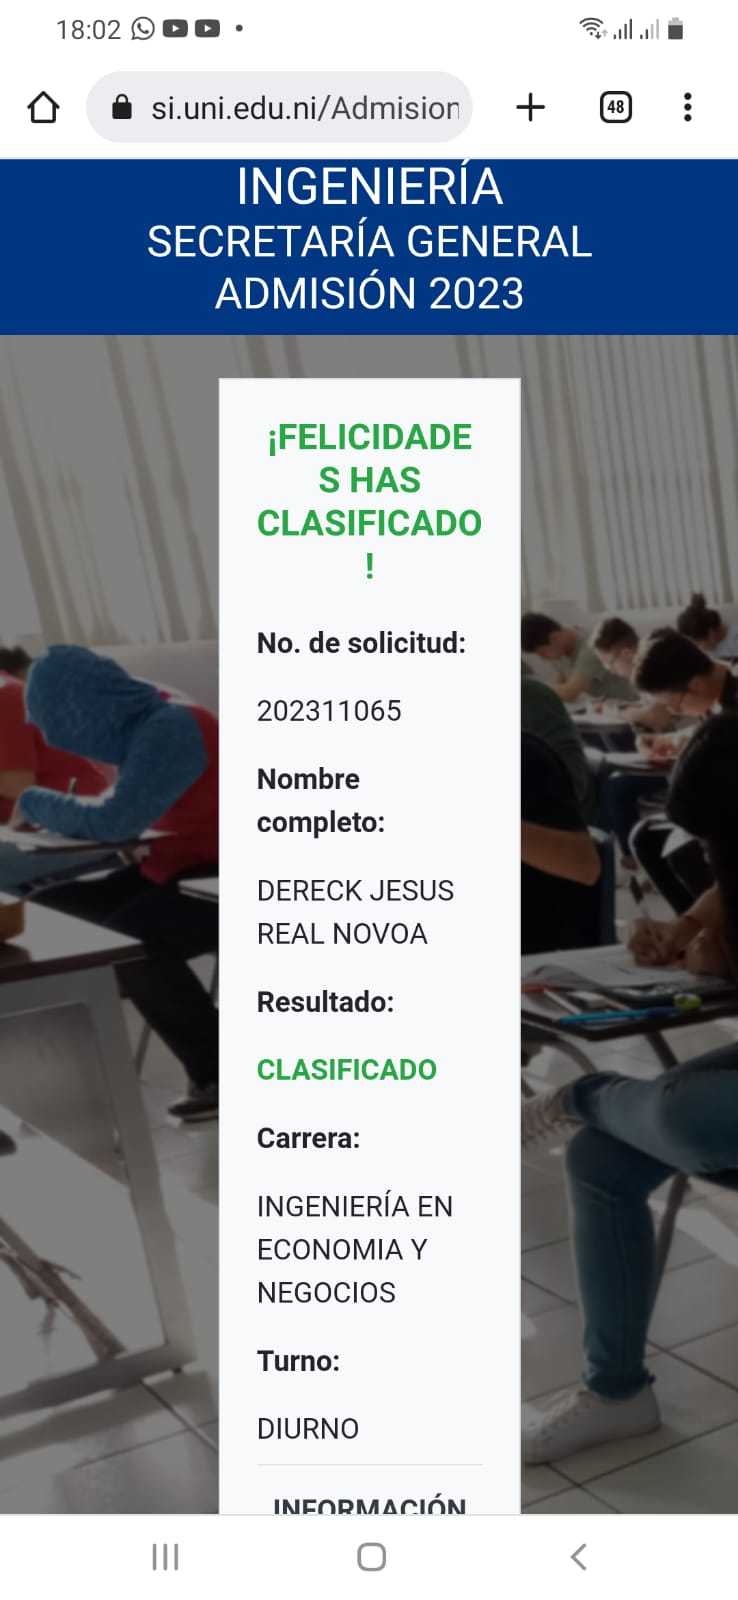 18:02
si.uni.edu.ni/Admision
48
INGENIERÍA
SECRETARÍA GENERAL
ADMISIÓN 2023
¡FELICIDADE
S HAS
CLASIFICADO
!
No. de solicitud:
202311065
Nombre
completo:
DERECK JESUS
REAL NOVOA
Resultado:
CLASIFICADO
Carrera:
INGENIERÍA EN
ECONOMIA Y
NEGOCIOS
Turno:
DIURNO
INFORMACIÓN